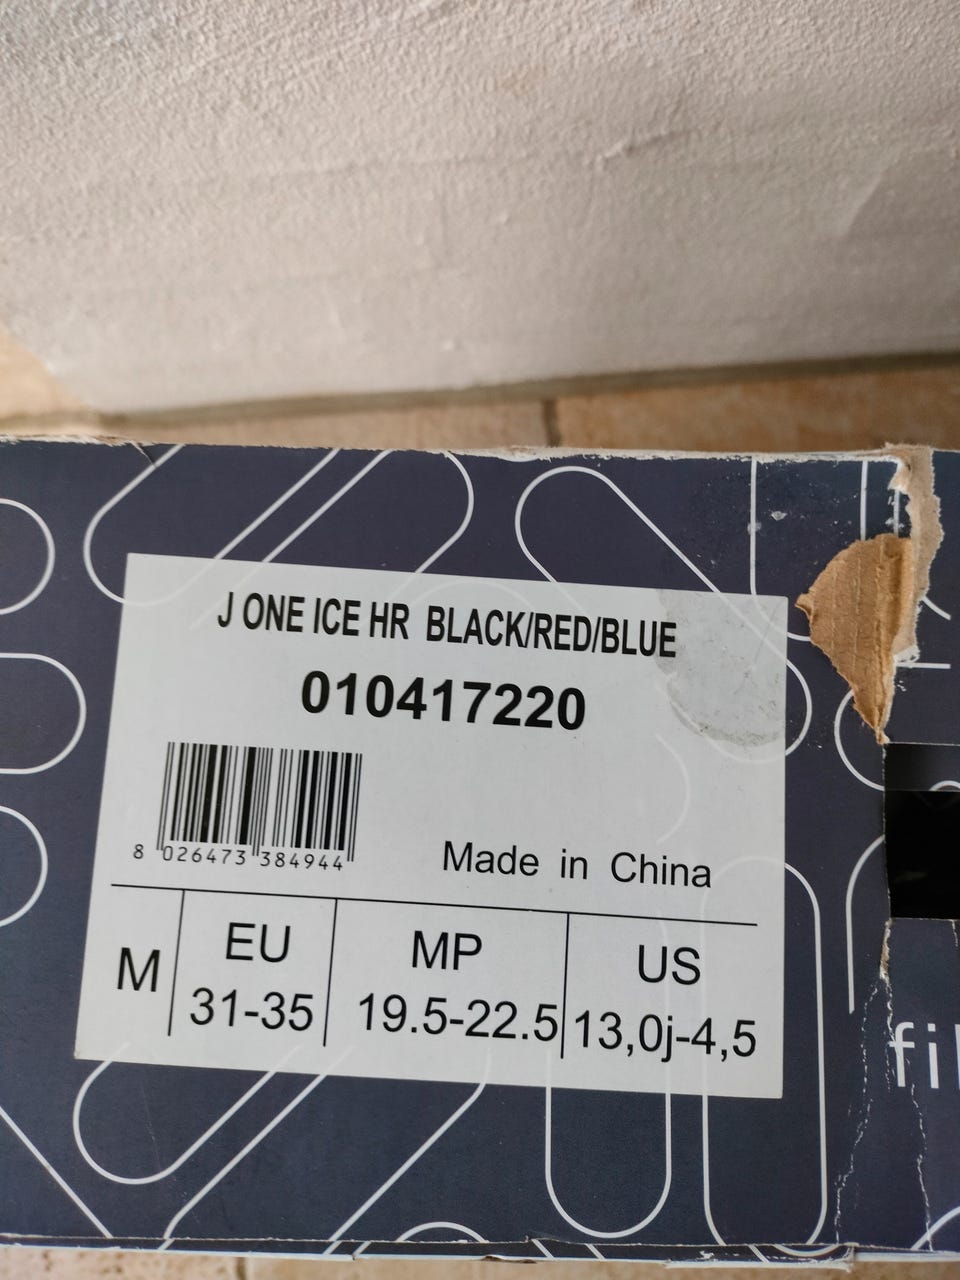 J ONE ICE HR BLACK/RED/BLUE
010417220
8 026473 384944
Made in China
M
EU
31-35
MP
19.5-22.5
US
13,0j-4,5